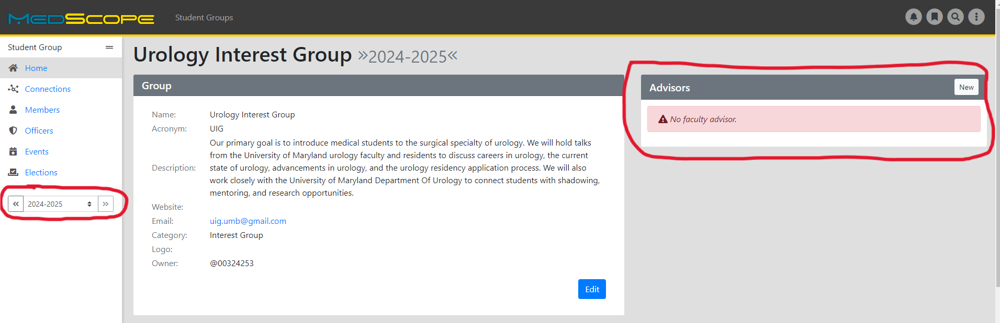 MEDSCOPE
Student Groups
Student Group
Home
Connections
Members
Officers
Events
Elections
« 2024-2025 »
Urology Interest Group »2024-2025«
Group
Name: Urology Interest Group
Acronym: UIG
Description: Our primary goal is to introduce medical students to the surgical specialty of urology. We will hold talks
from the University of Maryland urology faculty and residents to discuss careers in urology, the current
state of urology, advancements in urology, and the urology residency application process. We will also
work closely with the University of Maryland Department Of Urology to connect students with shadowing,
mentoring, and research opportunities.
Website:
Email: uig.umb@gmail.com
Category: Interest Group
Logo:
Owner: @00324253
Edit
Advisors
New
No faculty advisor.